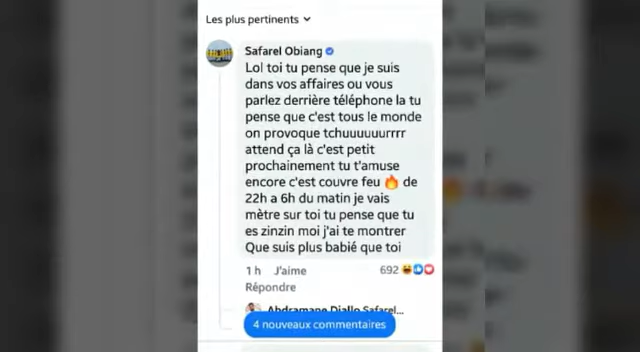 Les plus pertinents
Safarel Obiang
Lol toi tu pense que je suis
dans vos affaires ou vous
parlez derrière téléphone la tu
pense que c'est tous le monde
on provoque tchuuuuuurrrr
attend ça là c'est petit
prochainement tu t'amuse
encore c'est couvre feu 🔥 de
22h a 6h du matin je vais
mètre sur toi tu pense que tu
es zinzin moi j'ai te montrer
Que suis plus babié que toi
1 h J'aime 692
Répondre
Abdramane Diallo Safarel...
4 nouveaux commentaires